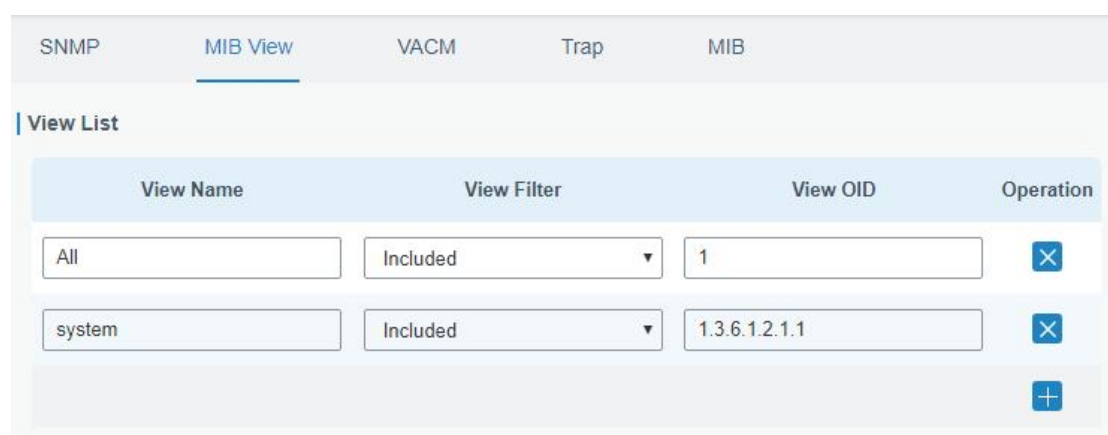 SNMP MIB View VACM Trap MIB
View List
View Name View Filter View OID Operation
All Included 1
system Included 1.3.6.1.2.1.1